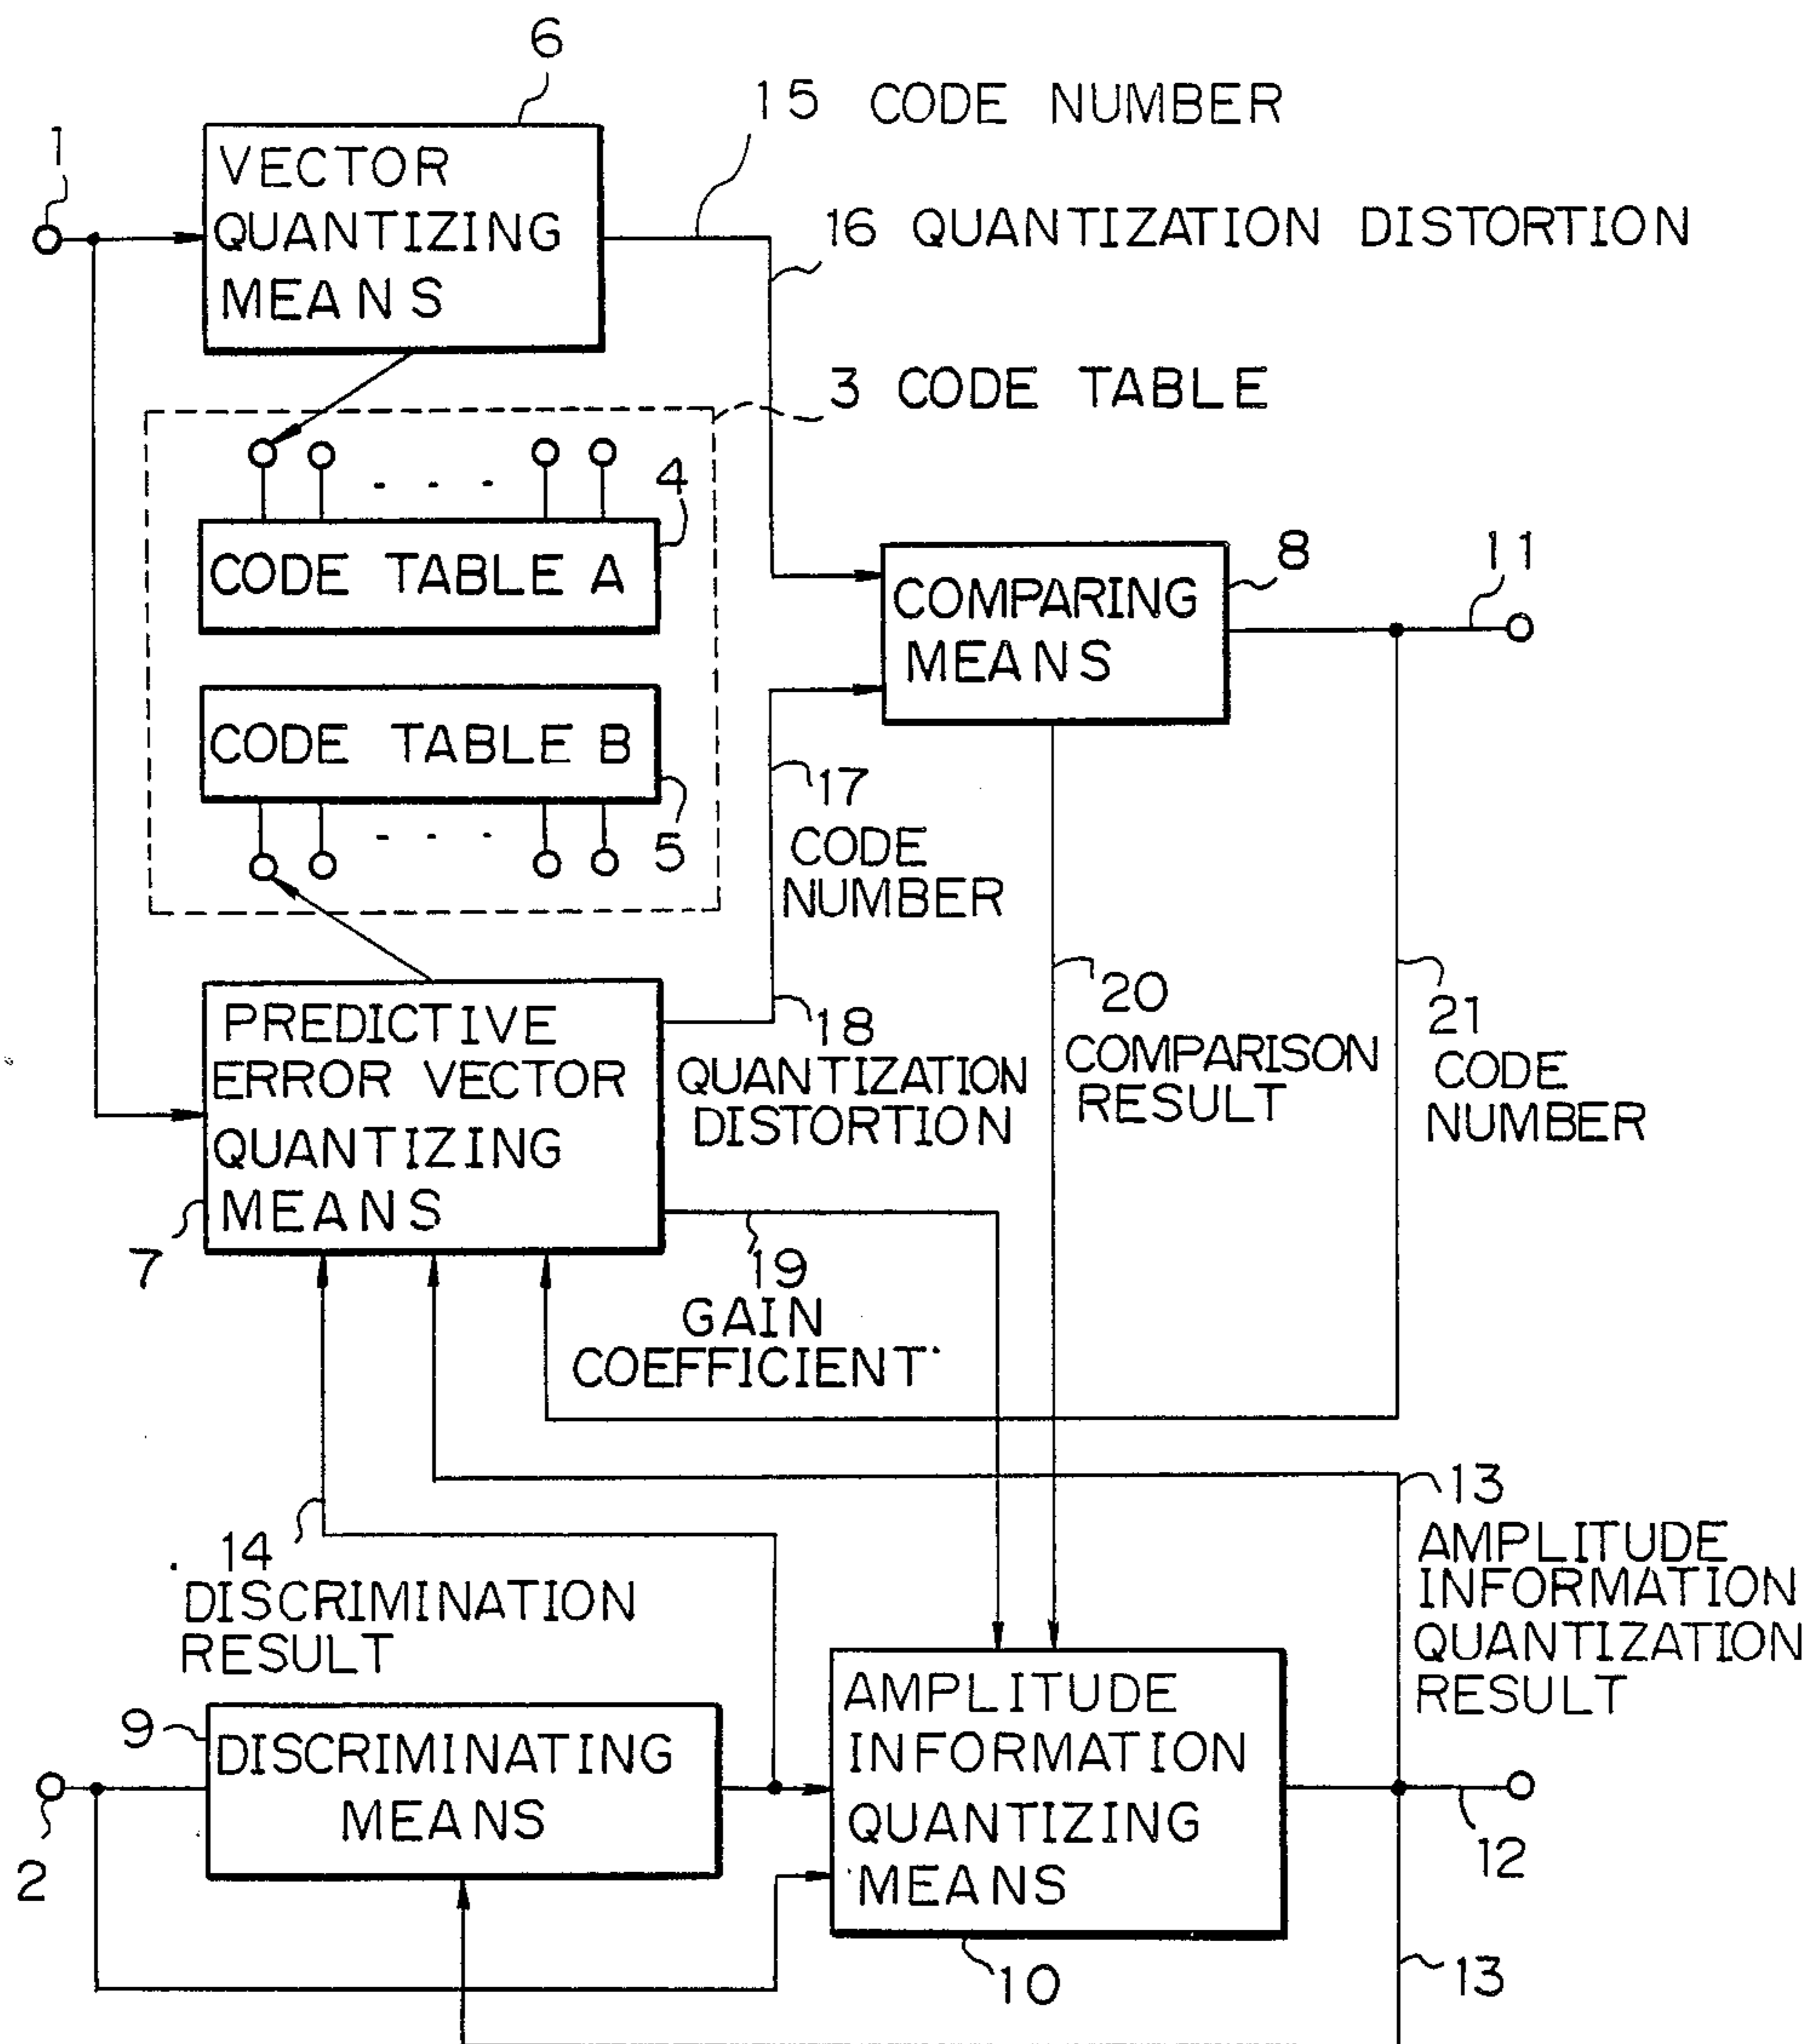 6
15 CODE NUMBER
1
VECTOR
QUANTIZING
MEANS
16 QUANTIZATION DISTORTION
3 CODE TABLE
4
CODE TABLE A
8
11
COMPARING
MEANS
CODE TABLE B
5
17
CODE
NUMBER
PREDICTIVE
ERROR VECTOR
QUANTIZING
MEANS
7
18
QUANTIZATION
DISTORTION
20
COMPARISON
RESULT
21
CODE
NUMBER
19
GAIN
COEFFICIENT
14
DISCRIMINATION
RESULT
13
AMPLITUDE
INFORMATION
QUANTIZATION
RESULT
9
DISCRIMINATING
MEANS
2
AMPLITUDE
INFORMATION
QUANTIZING
MEANS
12
10
13